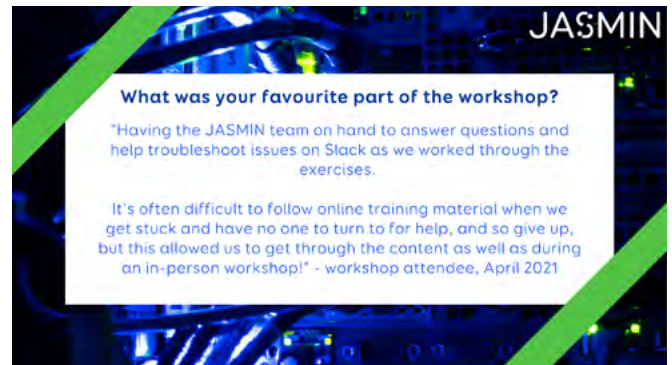 JASMIN
What was your favourite part of the workshop?
"Having the JASMIN team on hand to answer questions and
help troubleshoot issues on Slack as we worked through the
exercises.
It's often difficult to follow online training material when we
get stuck and have no one to turn to for help, and so give up,
but this allowed us to get through the content as well as during
an in-person workshop!" - workshop attendee, April 2021